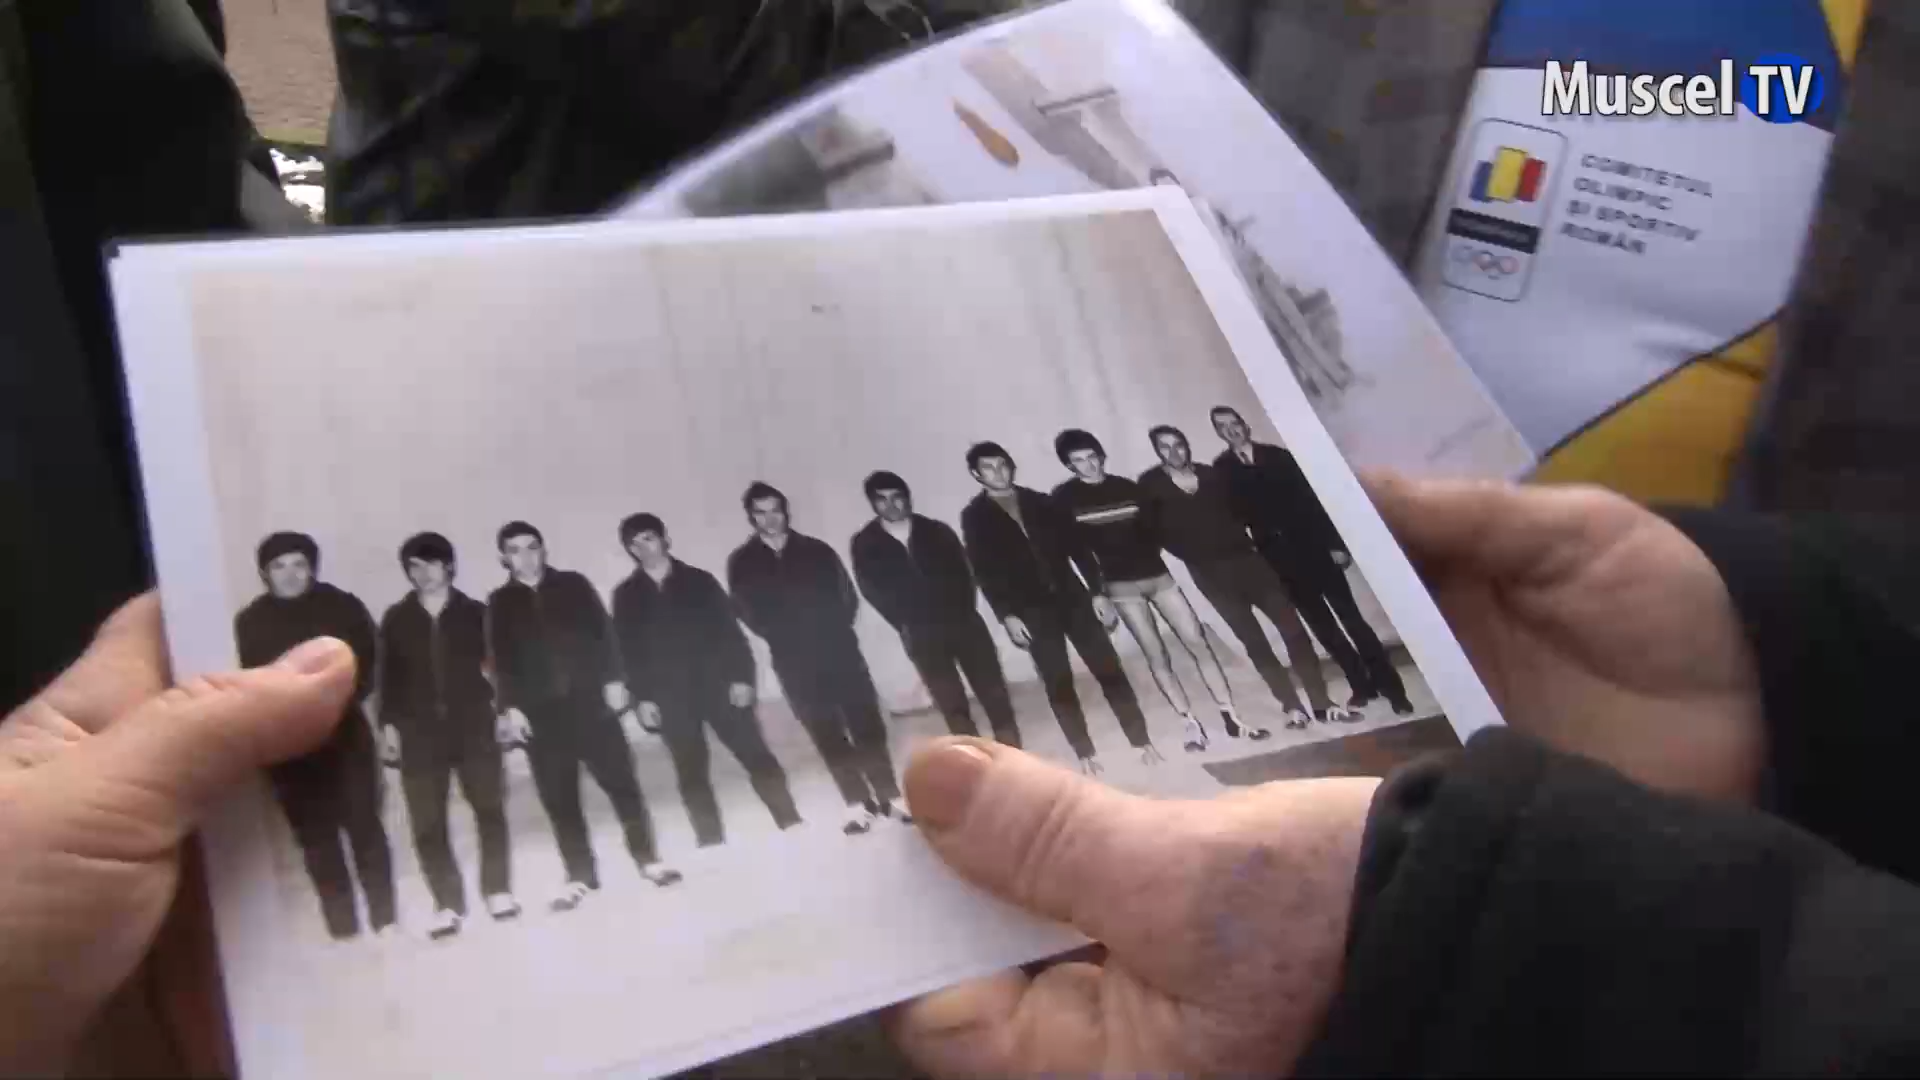 Muscel TV
COMITETUL
OLIMPIC
ȘI SPORTIV
ROMÂN